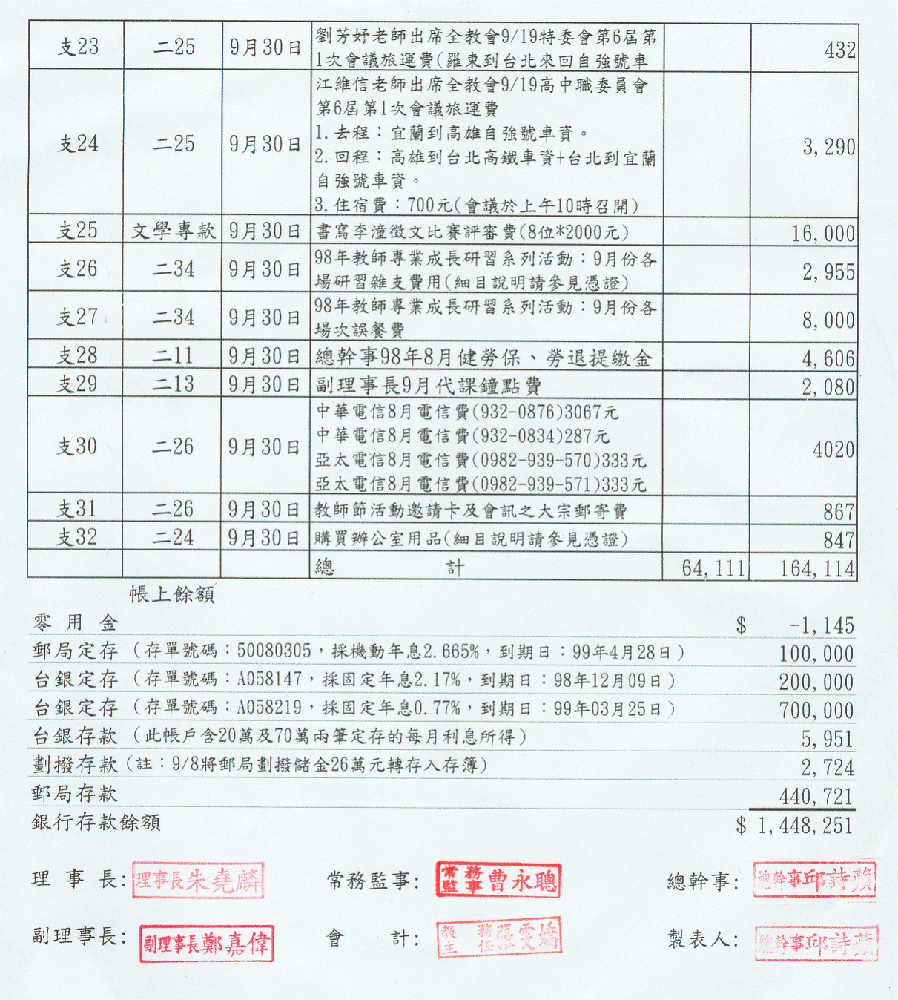 支23 二25 9月30日 劉芳妤老師出席全教會9/19特委會第6屆第 432
1次會議旅運費(羅東到台北來回自強號車
支24 二25 9月30日 江維信老師出席全教會9/19高中職委員會 3,290
第6屆第1次會議旅運費
1.去程：宜蘭到高雄自強號車資。
2.回程：高雄到台北高鐵車資+台北到宜蘭
自強號車資。
3.住宿費：700元(會議於上午10時召開)
支25 文學專款 9月30日 書寫李潼徵文比賽評審費(8位*2000元) 16,000
支26 二34 9月30日 98年教師專業成長研習系列活動：9月份各 2,955
場研習雜支費用(細目說明請參見憑證)
支27 二34 9月30日 98年教師專業成長研習系列活動：9月份各 8,000
場次誤餐費
支28 二11 9月30日 總幹事98年8月健勞保、勞退提繳金 4,606
支29 二13 9月30日 副理事長9月代課鐘點費 2,080
支30 二26 9月30日 中華電信8月電信費(932-0876)3067元 4020
中華電信8月電信費(932-0834)287元
亞太電信8月電信費(0982-939-570)333元
亞太電信8月電信費(0982-939-571)333元
支31 二26 9月30日 教師節活動邀請卡及會訊之大宗郵寄費 867
支32 二24 9月30日 購買辦公室用品(細目說明請參見憑證) 847
總 計 64,111 164,114
帳上餘額
零 用 金 $ -1,145
郵局定存 (存單號碼：50080305，採機動年息2.665%，到期日：99年4月28日) 100,000
台銀定存 (存單號碼：A058147，採固定年息2.17%，到期日：98年12月09日) 200,000
台銀定存 (存單號碼：A058219，採固定年息0.77%，到期日：99年03月25日) 700,000
台銀存款 (此帳戶含20萬及70萬兩筆定存的每月利息所得) 5,951
劃撥存款(註：9/8將郵局劃撥儲金26萬元轉存入存簿) 2,724
郵局存款 440,721
銀行存款餘額 $ 1,448,251
理 事 長: 理事長朱堯麟 常務監事: 常務監事曹永聰 總幹事: 總幹事邱詩蘋
副理事長: 副理事長鄭嘉偉 會 計: 教務主任張雯嬌 製表人: 總幹事邱詩蘋